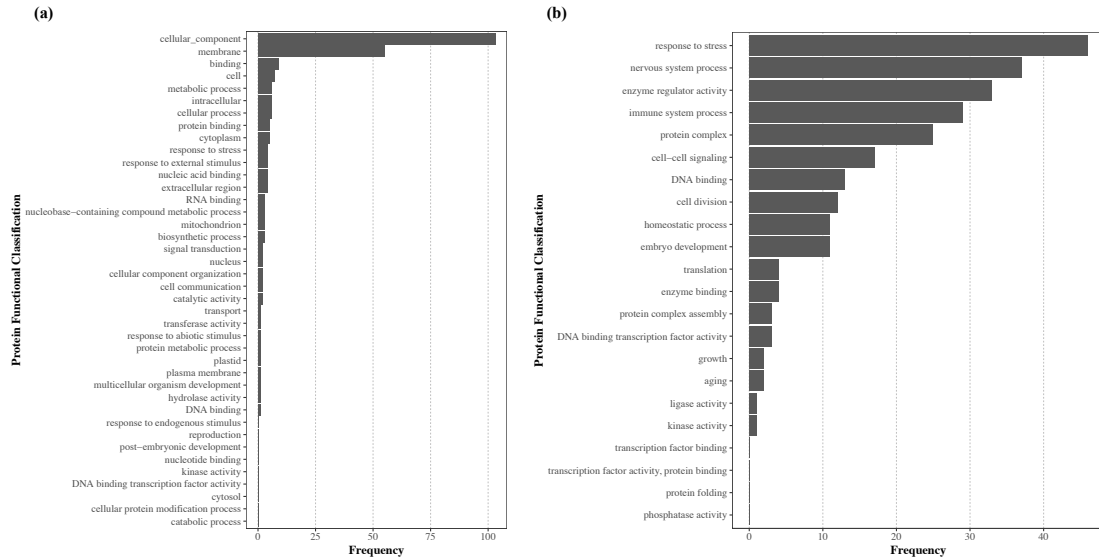 (a)
cellular_component
membrane
binding
cell
metabolic process
intracellular
cellular process
protein binding
cytoplasm
response to stress
response to external stimulus
nucleic acid binding
extracellular region
RNA binding
nucleobase−containing compound metabolic process
mitochondrion
biosynthetic process
signal transduction
nucleus
cellular component organization
cell communication
catalytic activity
transport
transferase activity
response to abiotic stimulus
protein metabolic process
plastid
plasma membrane
multicellular organism development
hydrolase activity
DNA binding
response to endogenous stimulus
reproduction
post−embryonic development
nucleotide binding
kinase activity
DNA binding transcription factor activity
cytosol
cellular protein modification process
catabolic process
Protein Functional Classification
0 25 50 75 100
Frequency
(b)
response to stress
nervous system process
enzyme regulator activity
immune system process
protein complex
cell−cell signaling
DNA binding
cell division
homeostatic process
embryo development
translation
enzyme binding
protein complex assembly
DNA binding transcription factor activity
growth
aging
ligase activity
kinase activity
transcription factor binding
transcription factor activity, protein binding
protein folding
phosphatase activity
Protein Functional Classification
0 10 20 30 40
Frequency